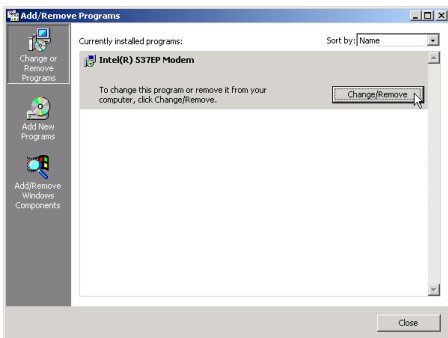 Add/Remove Programs
Currently installed programs:
Sort by: Name
Change or
Remove
Programs
Intel(R) 537EP Modem
To change this program or remove it from your
computer, click Change/Remove.
Change/Remove
Add New
Programs
Add/Remove
Windows
Components
Close